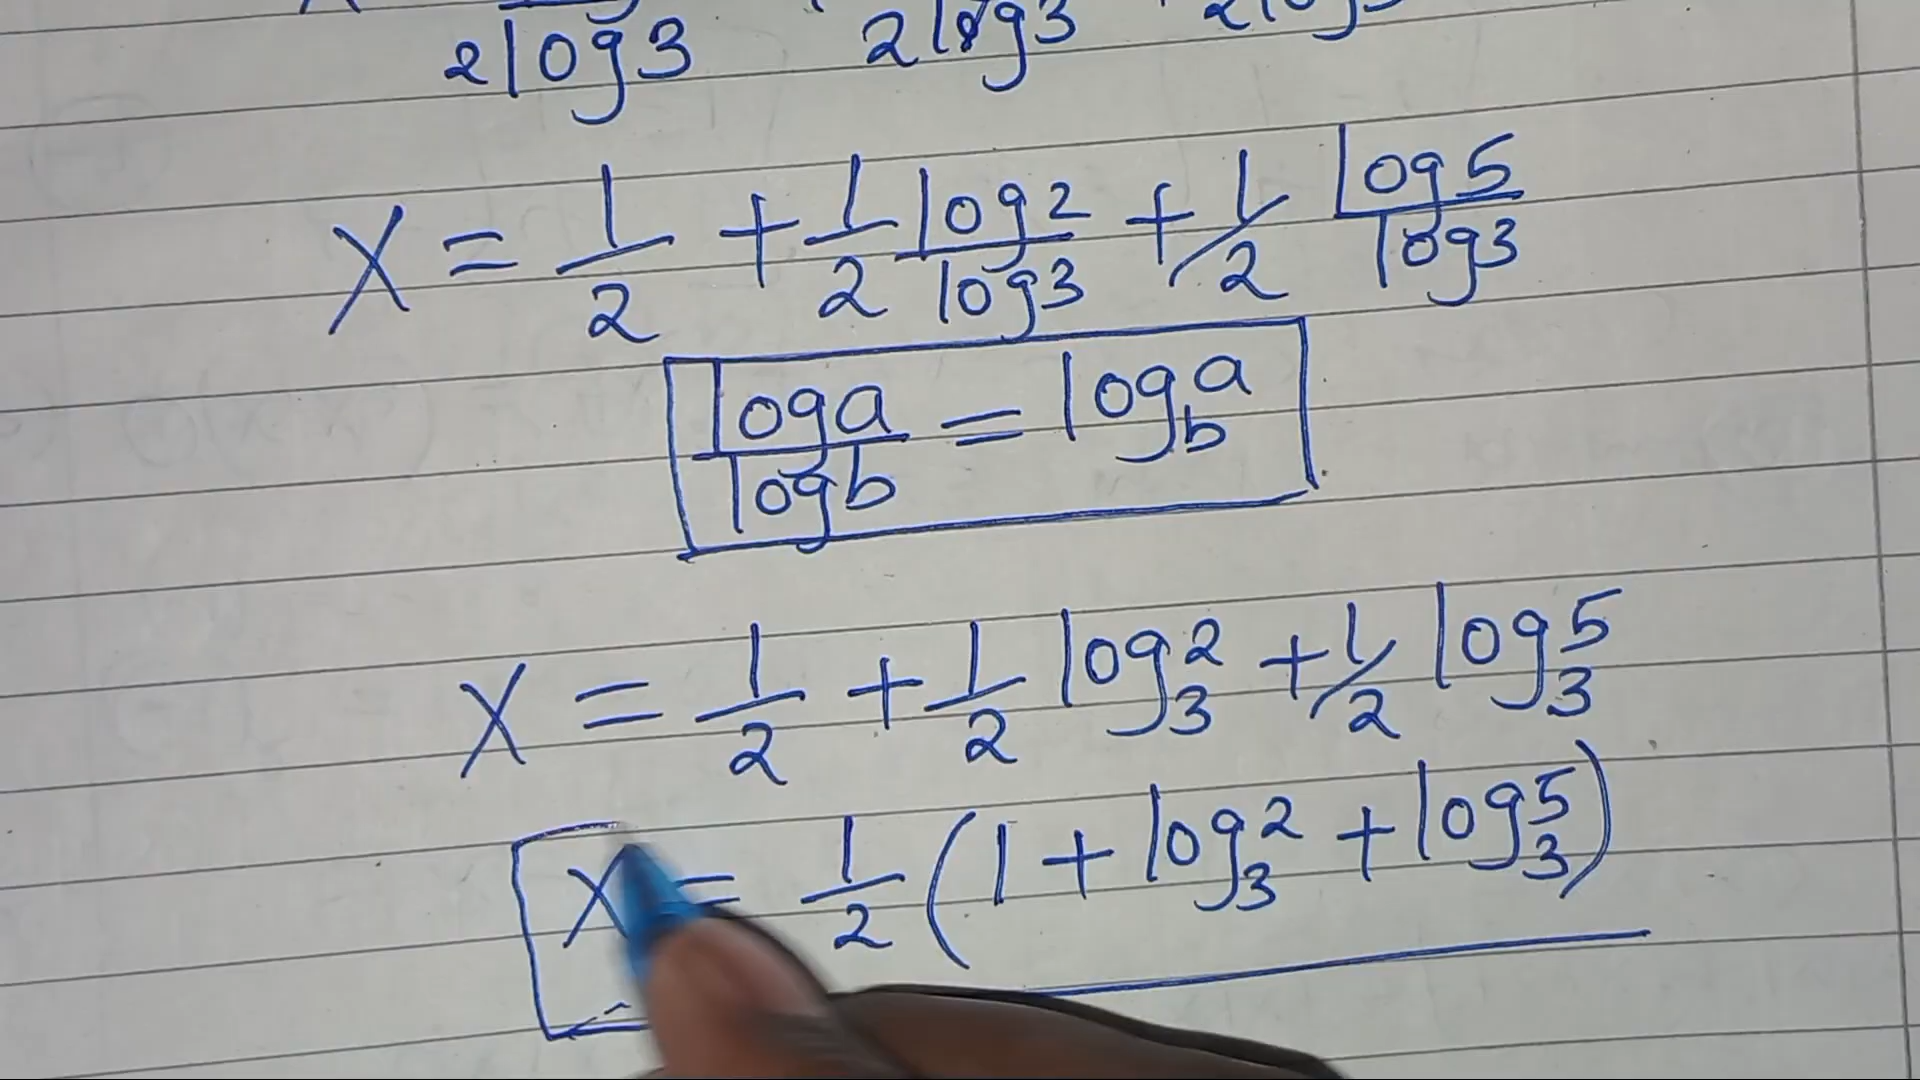 2log3 2log3 2log3
X = 1/2 + 1/2 log2/log3 + 1/2 log5/log3
loga/logb = log_b a
X = 1/2 + 1/2 log_3 2 + 1/2 log_3 5
X = 1/2 (1 + log_3 2 + log_3 5)